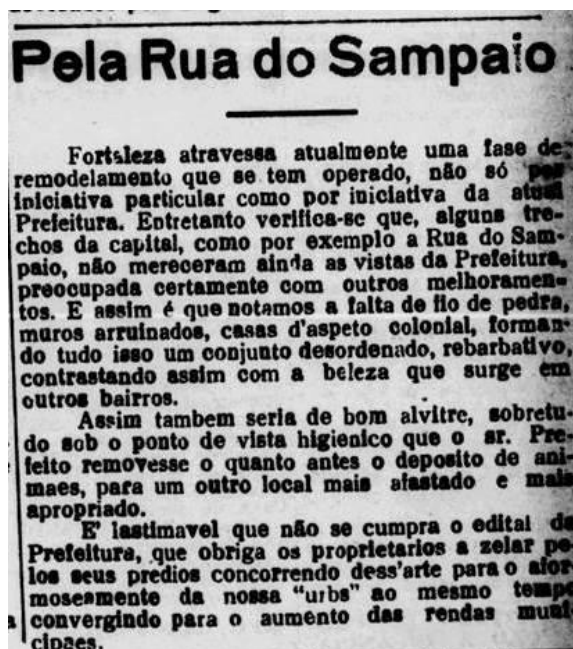 Pela Rua do Sampaio
Fortaleza atravessa atualmente uma fase de
remodelamento que se tem operado, não só por
iniciativa particular como por iniciativa da atual
Prefeitura. Entretanto verifica-se que, alguns tre-
chos da capital, como por exemplo a Rua do Sam-
paio, não mereceram ainda as vistas da Prefeitura,
preocupada certamente com outros melhoramen-
tos. E assim é que notamos a falta de fio de pedra,
muros arruinados, casas d'aspeto colonial, forman-
do tudo isso um conjunto desordenado, rebarbativo,
contrastando assim com a beleza que surge em
outros bairros.
Assim tambem seria de bom alvitre, sobretu-
do sob o ponto de vista higienico que o sr. Pre-
feito removesse o quanto antes o deposito de ani-
maes, para um outro local mais afastado e mais
apropriado.
E' lastimavel que não se cumpra o edital da
Prefeitura, que obriga os proprietarios a zelar pe-
los seus predios concorrendo dess'arte para o afor-
moseamento da nossa "urbs" ao mesmo tempo
convergindo para o aumento das rendas muni-
cipaes.